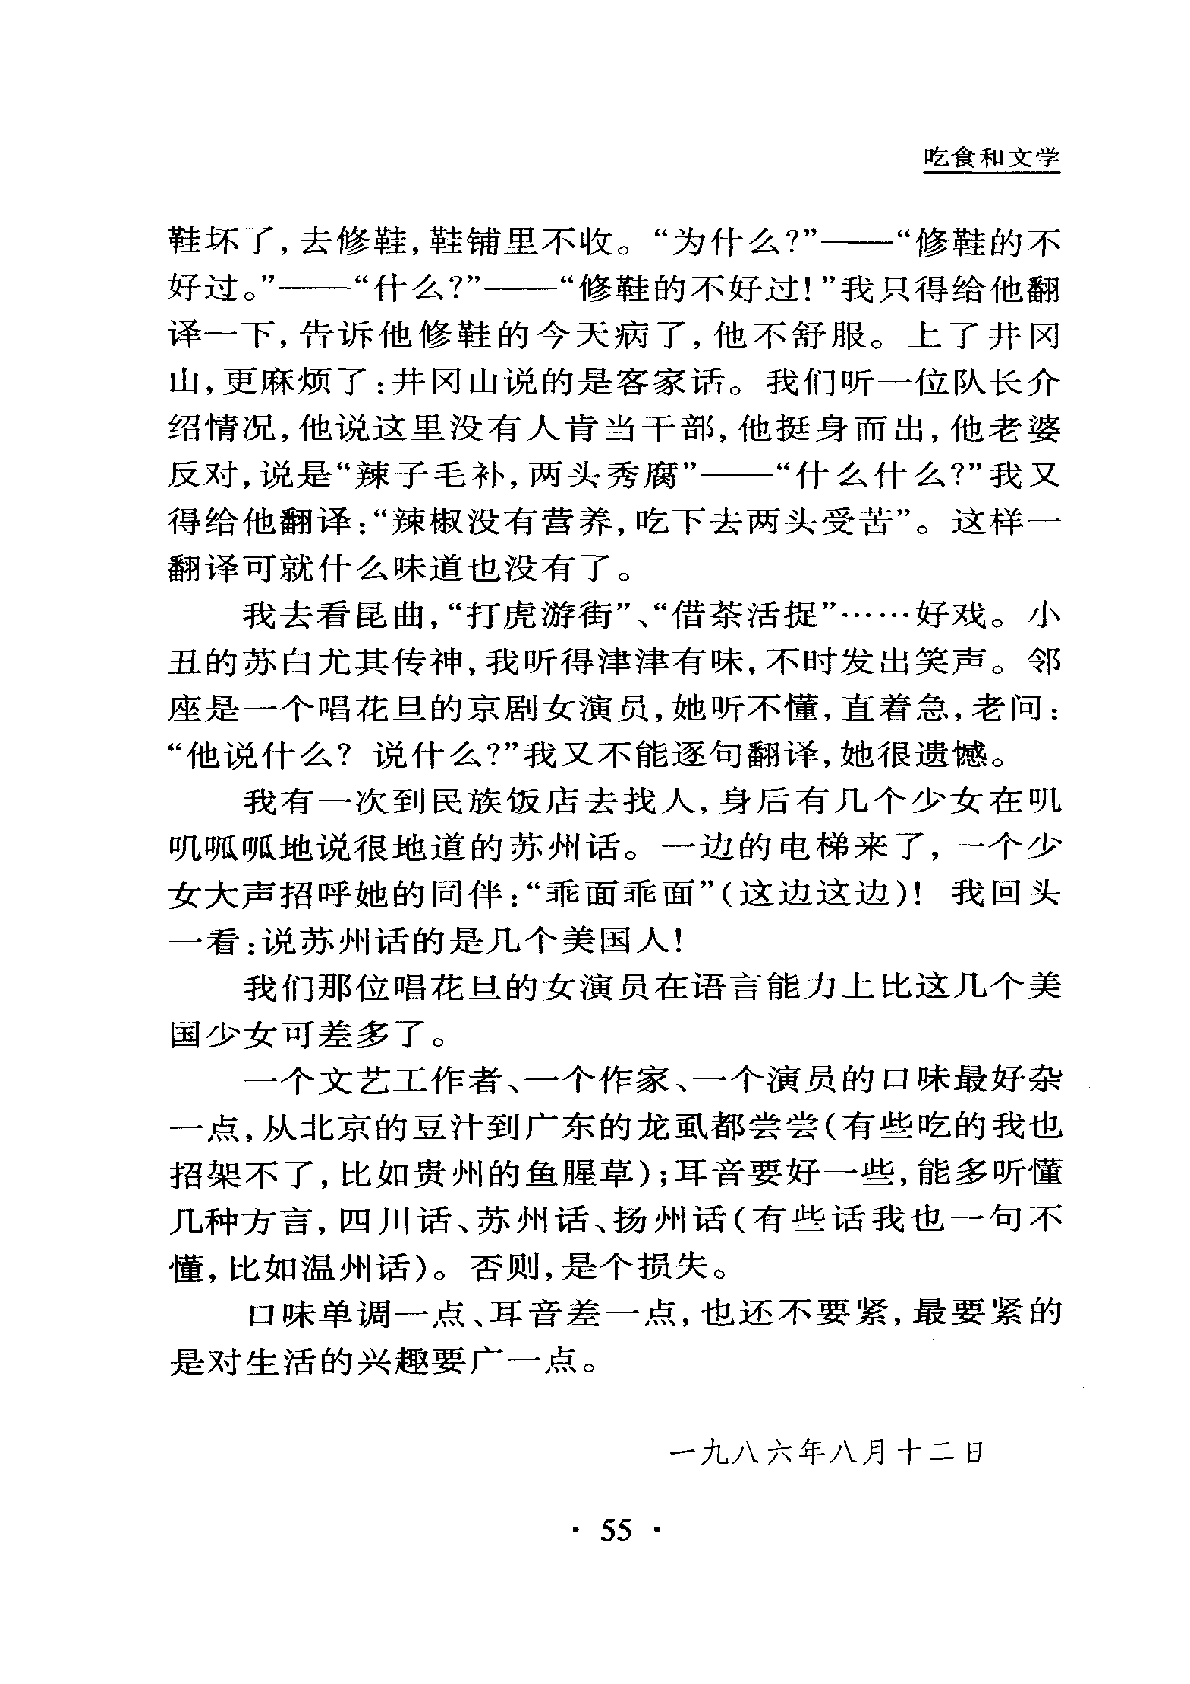 吃食和文学
鞋坏了,去修鞋,鞋铺里不收。“为什么?”——“修鞋的不
好过。”——“什么?”——“修鞋的不好过!”我只得给他翻
译一下,告诉他修鞋的今天病了,他不舒服。上了井冈
山,更麻烦了:井冈山说的是客家话。我们听一位队长介
绍情况,他说这里没有人肯当干部,他挺身而出,他老婆
反对,说是“辣子毛补,两头秀腐”——“什么什么?”我又
得给他翻译:“辣椒没有营养,吃下去两头受苦”。这样一
翻译可就什么味道也没有了。
我去看昆曲,“打虎游街”、“借茶活捉”……好戏。小
丑的苏白尤其传神,我听得津津有味,不时发出笑声。邻
座是一个唱花旦的京剧女演员,她听不懂,直着急,老问:
“他说什么? 说什么?”我又不能逐句翻译,她很遗憾。
我有一次到民族饭店去找人,身后有几个少女在叽
叽呱呱地说很地道的苏州话。一边的电梯来了,一个少
女大声招呼她的同伴:“乖面乖面”(这边这边)! 我回头
一看:说苏州话的是几个美国人!
我们那位唱花旦的女演员在语言能力上比这几个美
国少女可差多了。
一个文艺工作者、一个作家、一个演员的口味最好杂
一点,从北京的豆汁到广东的龙虱都尝尝(有些吃的我也
招架不了,比如贵州的鱼腥草);耳音要好一些,能多听懂
几种方言,四川话、苏州话、扬州话(有些话我也一句不
懂,比如温州话)。否则,是个损失。
口味单调一点、耳音差一点,也还不要紧,最要紧的
是对生活的兴趣要广一点。
一九八六年八月十二日
· 55 ·